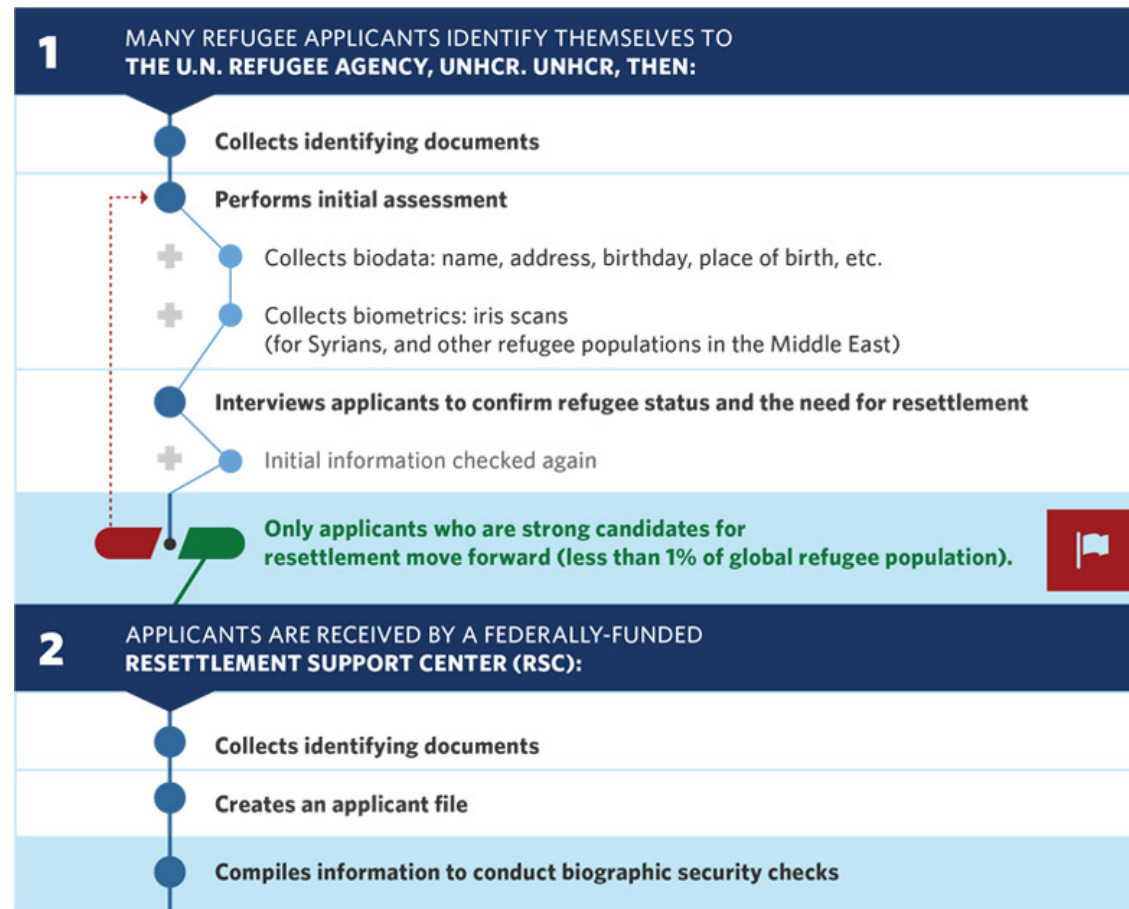 1
MANY REFUGEE APPLICANTS IDENTIFY THEMSELVES TO
THE U.N. REFUGEE AGENCY, UNHCR. UNHCR, THEN:
Collects identifying documents
Performs initial assessment
Collects biodata: name, address, birthday, place of birth, etc.
Collects biometrics: iris scans
(for Syrians, and other refugee populations in the Middle East)
Interviews applicants to confirm refugee status and the need for resettlement
Initial information checked again
Only applicants who are strong candidates for
resettlement move forward (less than 1% of global refugee population).
2
APPLICANTS ARE RECEIVED BY A FEDERALLY-FUNDED
RESETTLEMENT SUPPORT CENTER (RSC):
Collects identifying documents
Creates an applicant file
Compiles information to conduct biographic security checks